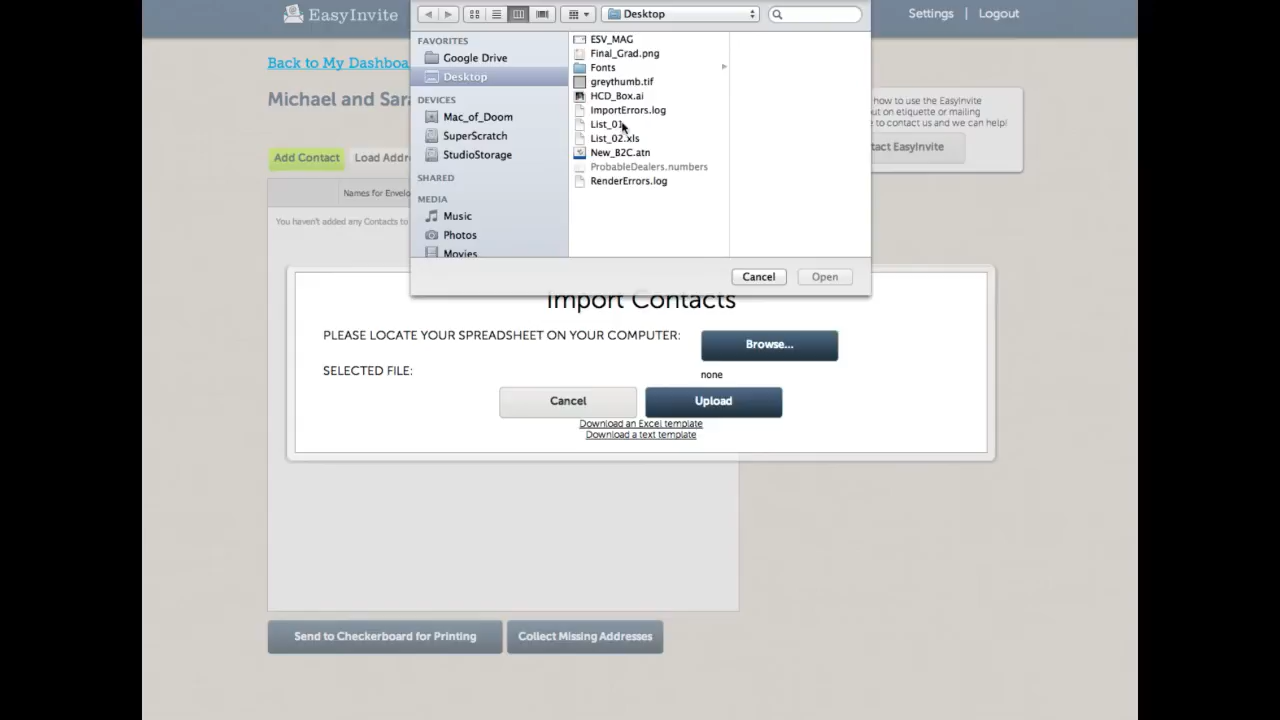 EasyInvite
Desktop
Settings | Logout
FAVORITES
Google Drive
Desktop
DEVICES
Mac_of_Doom
SuperScratch
StudioStorage
SHARED
MEDIA
Music
Photos
Movies
ESV_MAG
Final_Grad.png
Fonts
greythumb.tif
HCD_Box.ai
ImportErrors.log
List_01
List_02.xls
New_B2C.atn
ProbableDealers.numbers
RenderErrors.log
Cancel
Open
Back to My Dashboa
Michael and Sara
how to use the EasyInvite
out on etiquette or mailing
to contact us and we can help!
tact EasyInvite
Add Contact
Load Addre
Names for Envelo
You haven't added any Contacts to
Import Contacts
PLEASE LOCATE YOUR SPREADSHEET ON YOUR COMPUTER:
Browse...
SELECTED FILE:
none
Cancel
Upload
Download an Excel template
Download a text template
Send to Checkerboard for Printing
Collect Missing Addresses